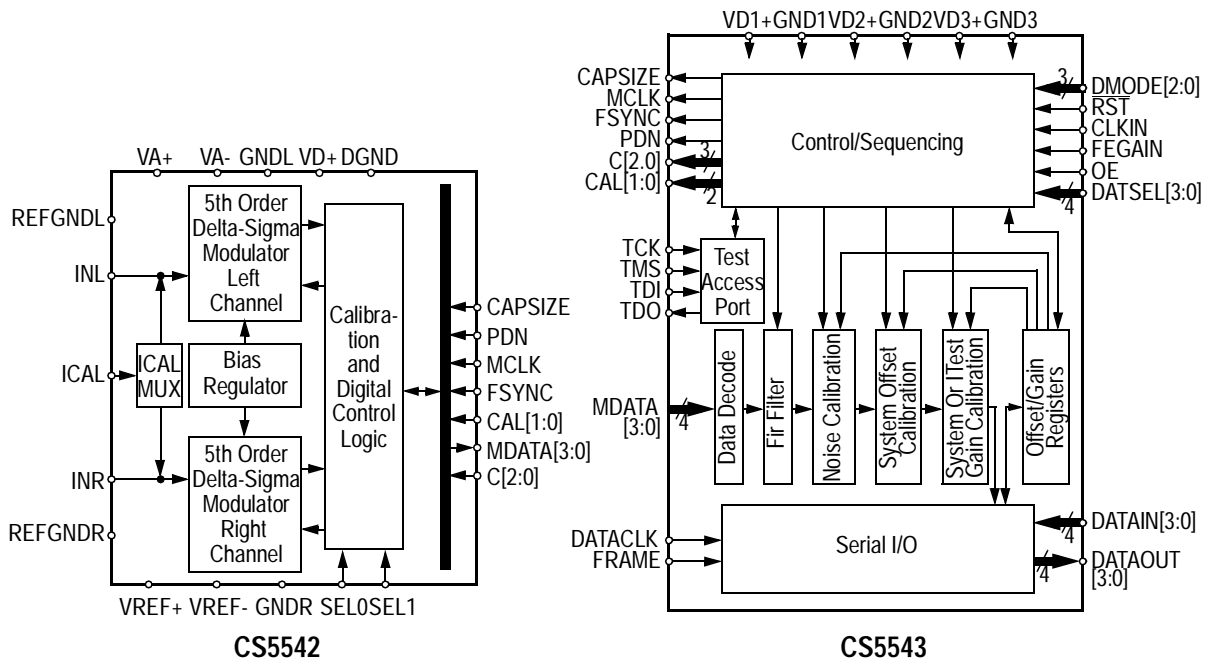 VA+ VA- GNDL VD+ DGND
REFGNDL
INL
ICAL
INR
REFGNDR
5th Order
Delta-Sigma
Modulator
Left
Channel
ICAL
MUX
Bias
Regulator
5th Order
Delta-Sigma
Modulator
Right
Channel
Calibra-
tion
and
Digital
Control
Logic
CAPSIZE
PDN
MCLK
FSYNC
CAL[1:0]
MDATA[3:0]
C[2:0]
VREF+ VREF- GNDR SEL0SEL1
CS5542
VD1+GND1 VD2+GND2VD3+GND3
CAPSIZE
MCLK
FSYNC
PDN
C[2.0]
3
CAL[1:0]
2
Control/Sequencing
3
DMODE[2:0]
RST
CLKIN
FEGAIN
OE
DATSEL[3:0]
4
TCK
TMS
TDI
TDO
Test
Access
Port
MDATA
[3:0]
4
Data Decode
Fir Filter
Noise Calibration
System Offset
Calibration
System Or ITest
Gain Calibration
Offset/Gain
Registers
DATACLK
FRAME
Serial I/O
DATAIN[3:0]
4
DATAOUT
[3:0]
4
CS5543